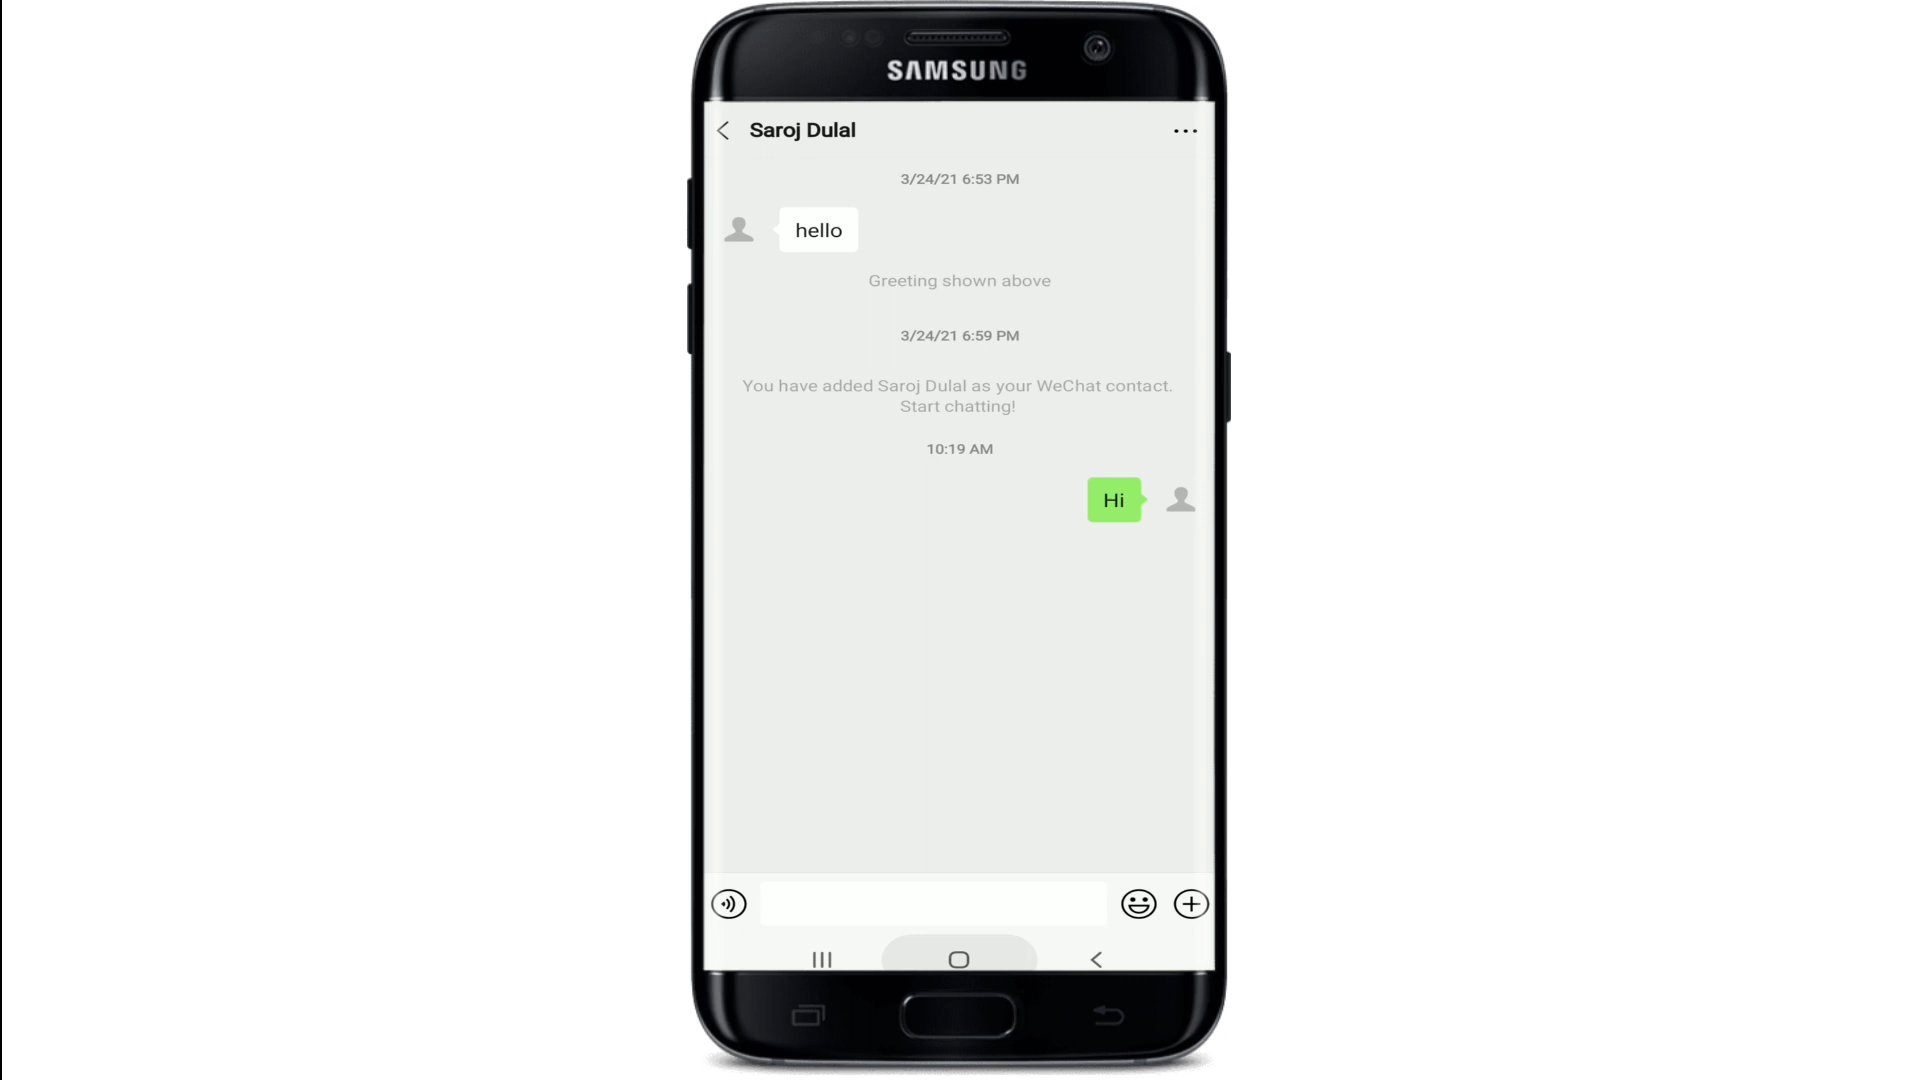 SAMSUNG
Saroj Dulal
3/24/21 6:53 PM
hello
Greeting shown above
3/24/21 6:59 PM
You have added Saroj Dulal as your WeChat contact.
Start chatting!
10:19 AM
Hi